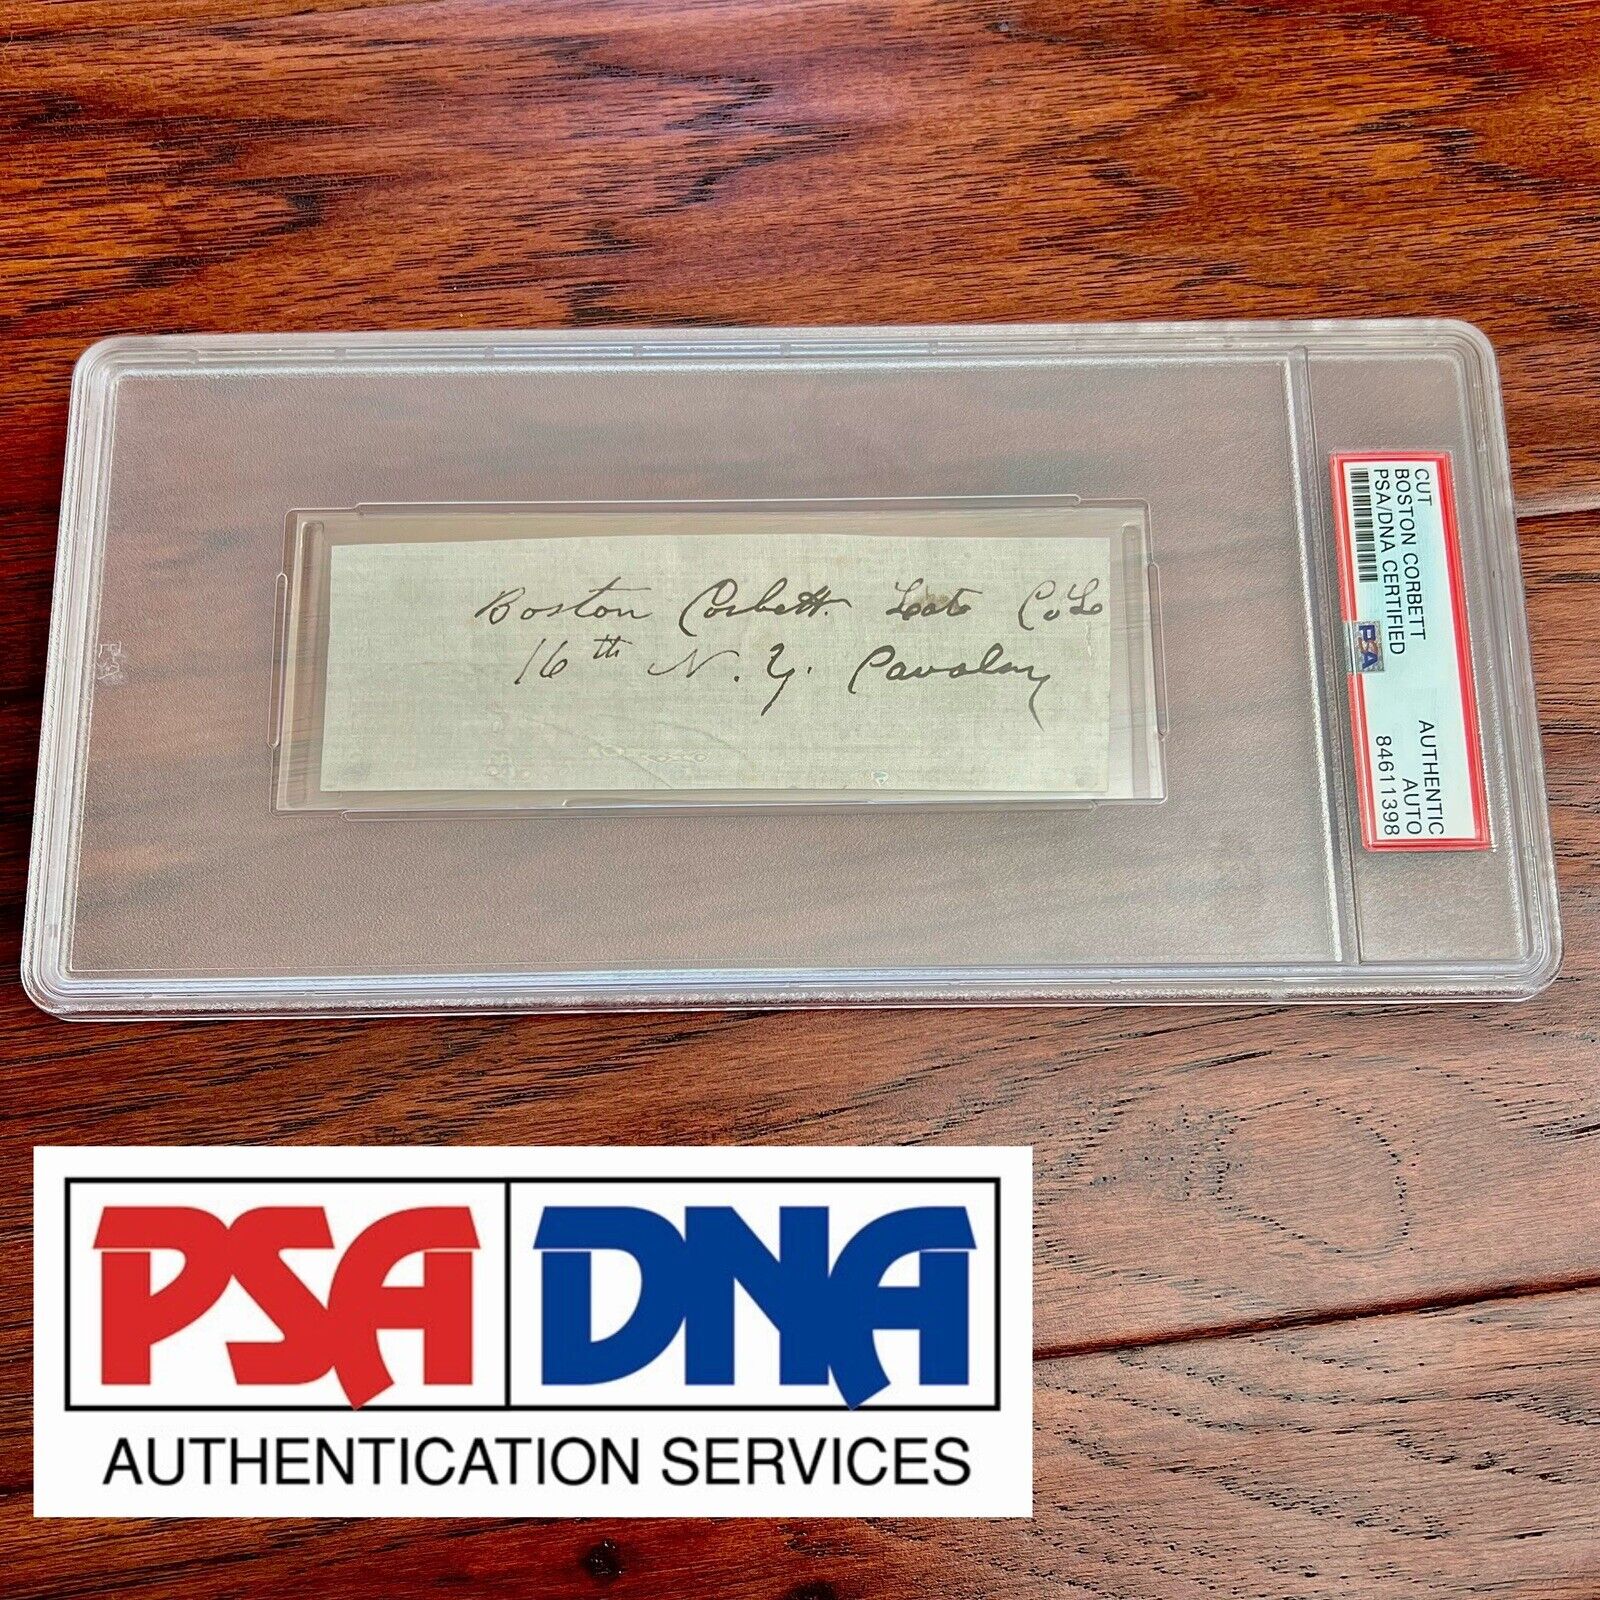 Boston Corbett. Late Co L
16th N. Y. Cavalry
CUT
BOSTON CORBETT
PSA/DNA CERTIFIED
PSA
AUTHENTIC
AUTO
84611398
PSA DNA
AUTHENTICATION SERVICES